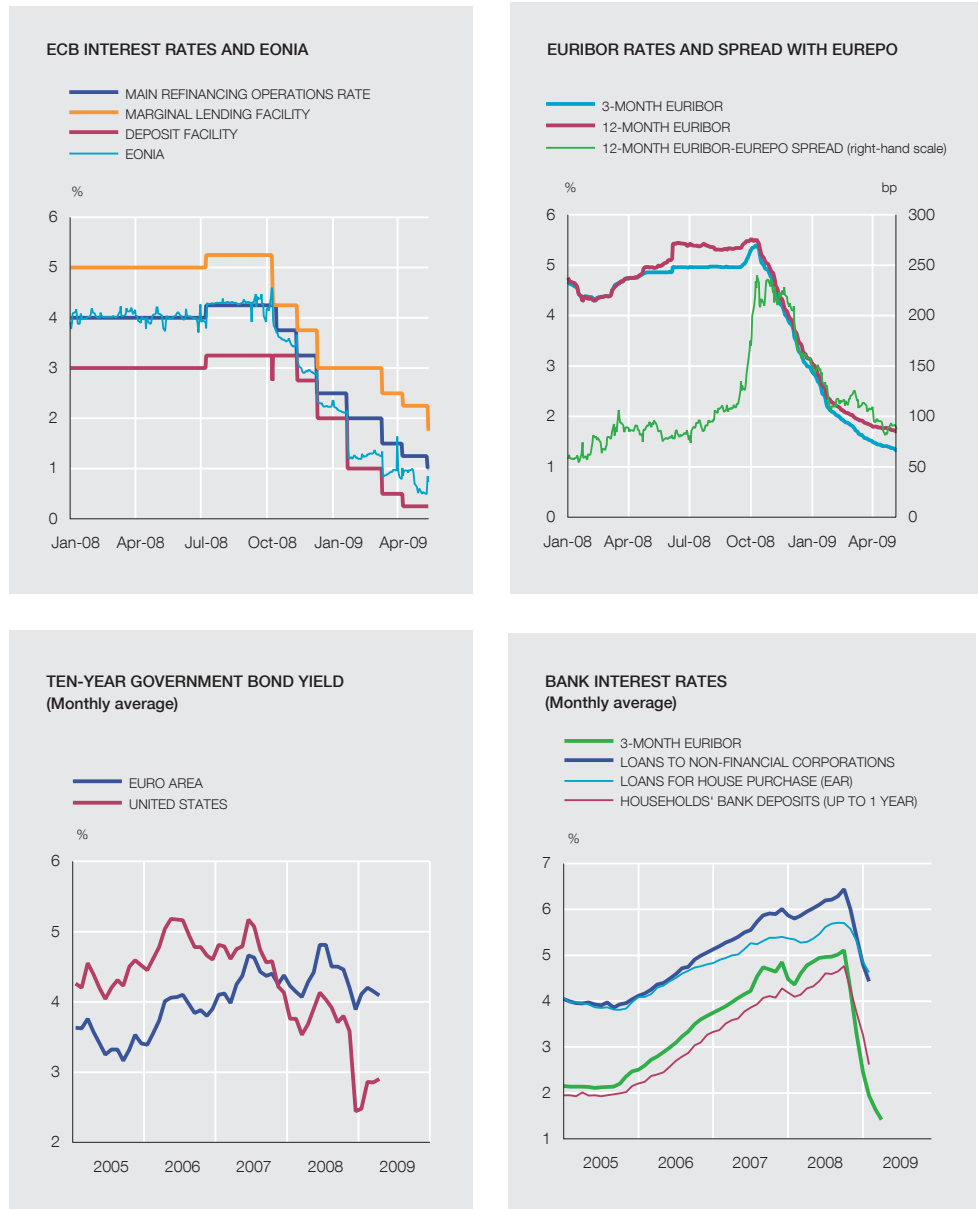 ECB INTEREST RATES AND EONIA
MAIN REFINANCING OPERATIONS RATE
MARGINAL LENDING FACILITY
DEPOSIT FACILITY
EONIA
%
6
5
4
3
2
1
0
Jan-08 Apr-08 Jul-08 Oct-08 Jan-09 Apr-09
EURIBOR RATES AND SPREAD WITH EUREPO
3-MONTH EURIBOR
12-MONTH EURIBOR
12-MONTH EURIBOR-EUREPO SPREAD (right-hand scale)
% bp
6 300
5 250
4 200
3 150
2 100
1 50
0 0
Jan-08 Apr-08 Jul-08 Oct-08 Jan-09 Apr-09
TEN-YEAR GOVERNMENT BOND YIELD
(Monthly average)
EURO AREA
UNITED STATES
%
6
5
4
3
2
2005 2006 2007 2008 2009
BANK INTEREST RATES
(Monthly average)
3-MONTH EURIBOR
LOANS TO NON-FINANCIAL CORPORATIONS
LOANS FOR HOUSE PURCHASE (EAR)
HOUSEHOLDS' BANK DEPOSITS (UP TO 1 YEAR)
%
7
6
5
4
3
2
1
2005 2006 2007 2008 2009